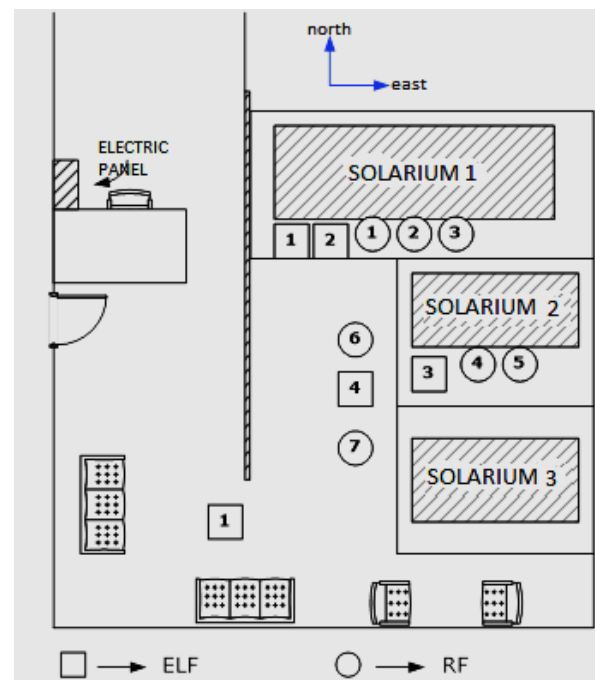 north
east
ELECTRIC
PANEL
SOLARIUM 1
1 2 1 2 3
SOLARIUM 2
6
3 4 5
4
7
SOLARIUM 3
1
ELF RF